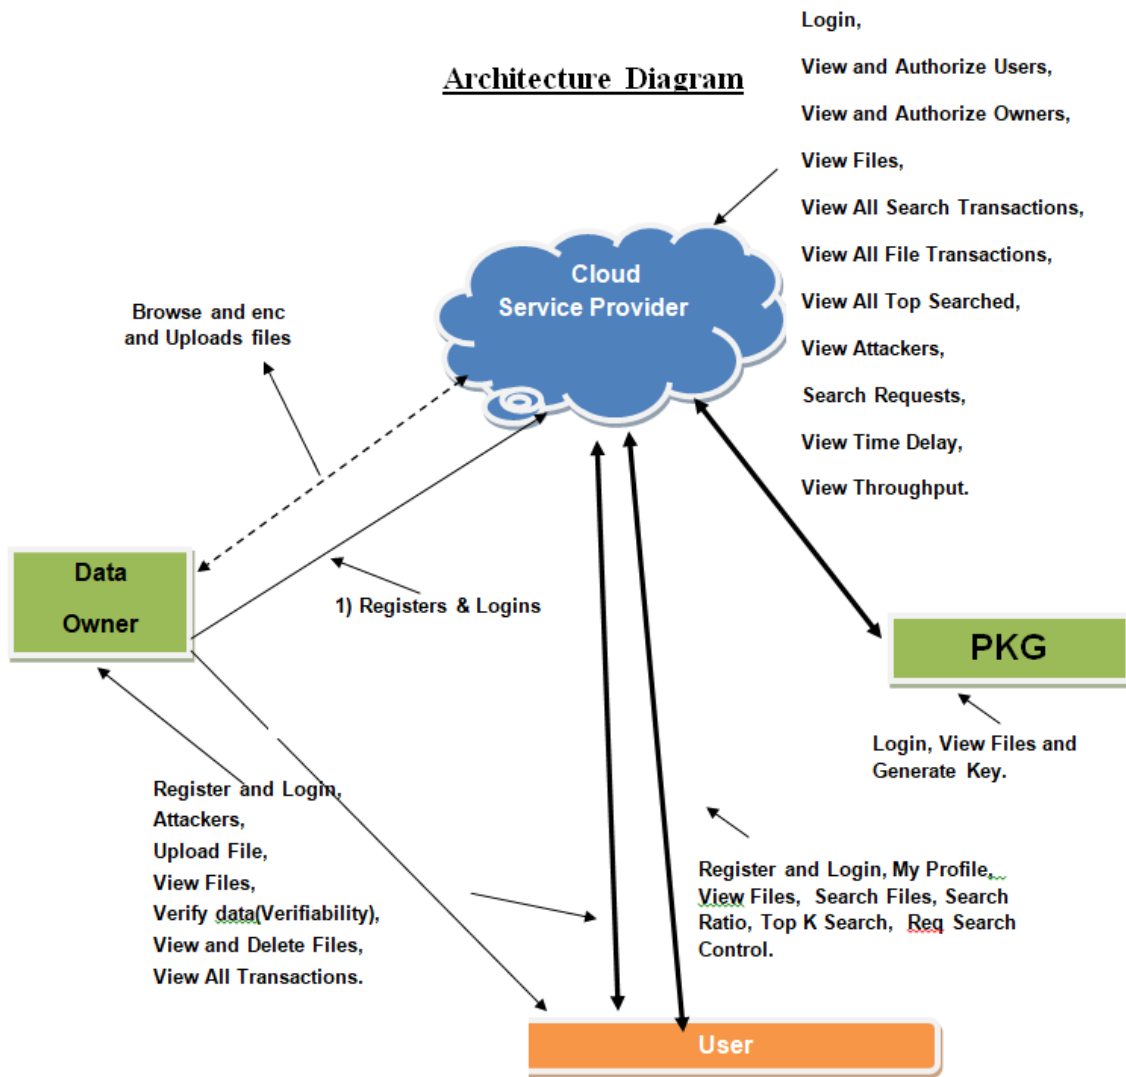 Architecture Diagram
Login,
View and Authorize Users,
View and Authorize Owners,
View Files,
View All Search Transactions,
View All File Transactions,
View All Top Searched,
View Attackers,
Search Requests,
View Time Delay,
View Throughput.
Cloud
Service Provider
Browse and enc
and Uploads files
Data
Owner
1) Registers & Logins
PKG
Login, View Files and
Generate Key.
Register and Login,
Attackers,
Upload File,
View Files,
Verify data(Verifiability),
View and Delete Files,
View All Transactions.
Register and Login, My Profile,
View Files, Search Files, Search
Ratio, Top K Search, Req Search
Control.
User